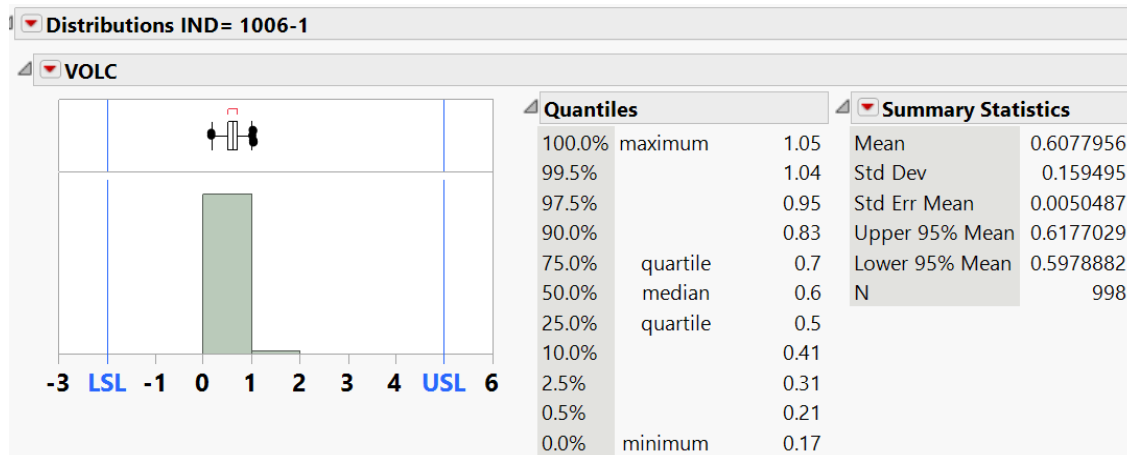 Distributions IND= 1006-1
VOLC
-3 LSL -1 0 1 2 3 4 USL 6
Quantiles
100.0% maximum 1.05
99.5% 1.04
97.5% 0.95
90.0% 0.83
75.0% quartile 0.7
50.0% median 0.6
25.0% quartile 0.5
10.0% 0.41
2.5% 0.31
0.5% 0.21
0.0% minimum 0.17
Summary Statistics
Mean 0.6077956
Std Dev 0.159495
Std Err Mean 0.0050487
Upper 95% Mean 0.6177029
Lower 95% Mean 0.5978882
N 998